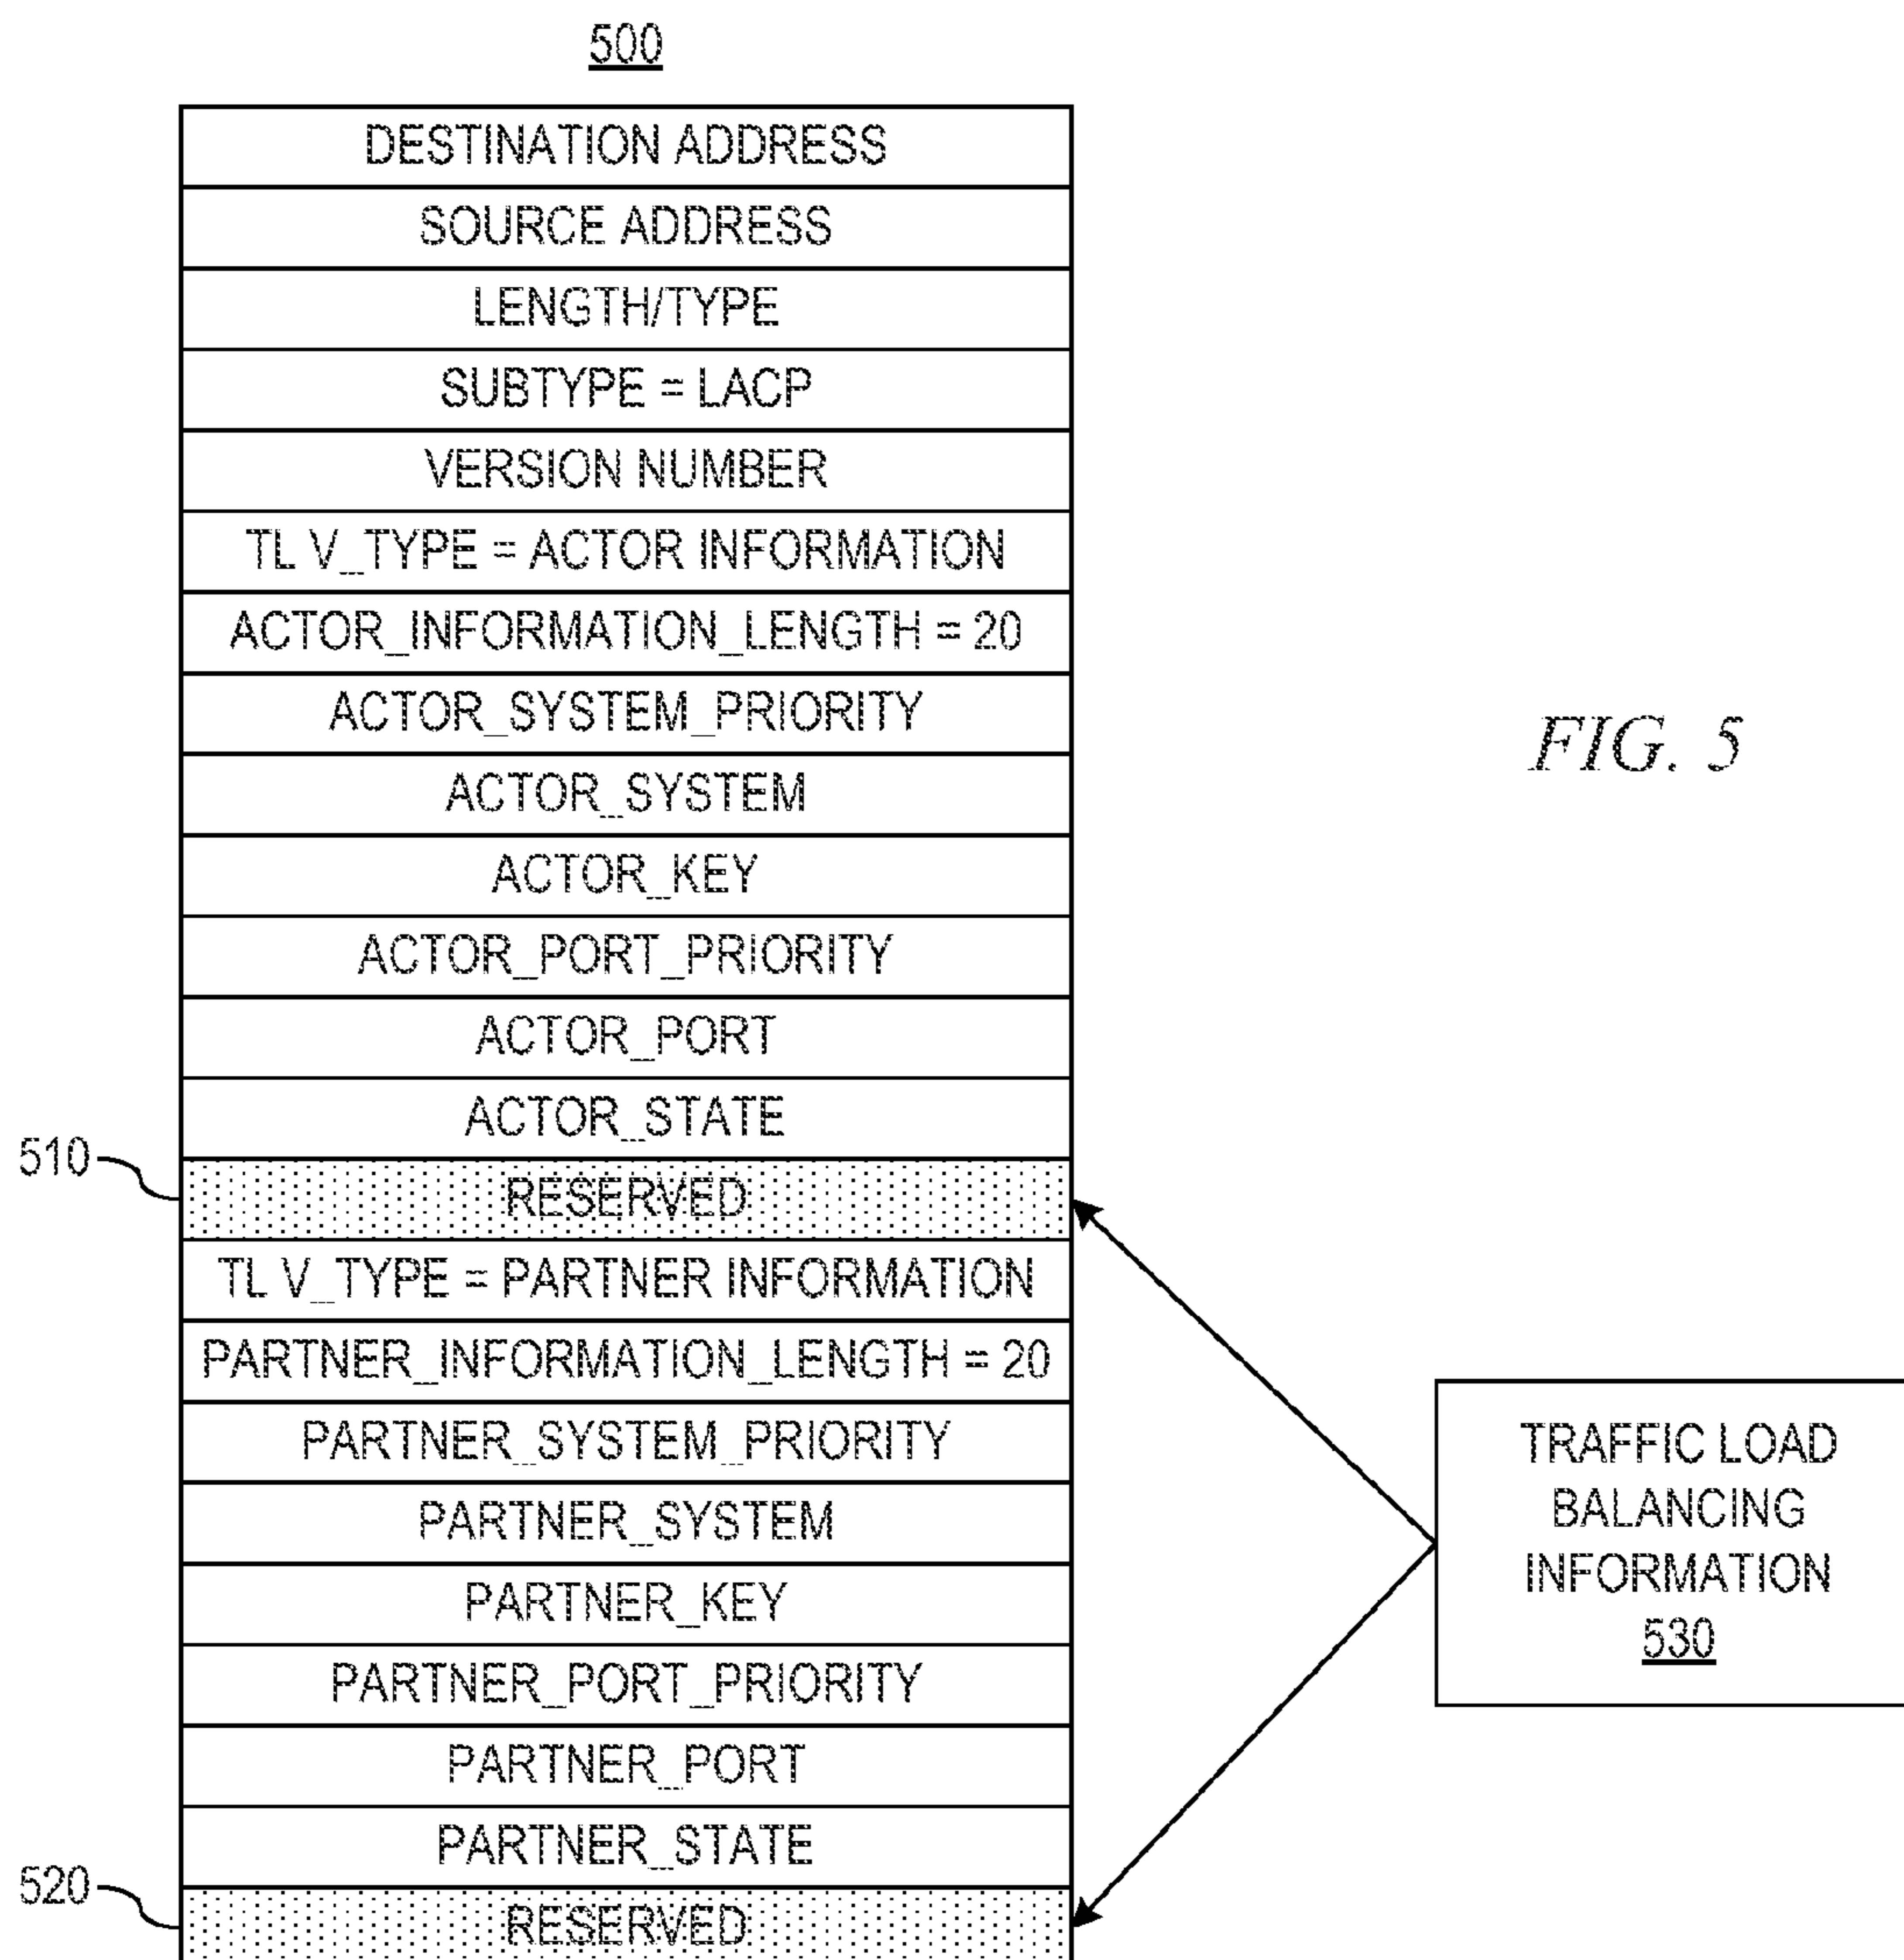 500
DESTINATION ADDRESS
SOURCE ADDRESS
LENGTH/TYPE
SUBTYPE = LACP
VERSION NUMBER
TL V_TYPE = ACTOR INFORMATION
ACTOR_INFORMATION_LENGTH = 20
ACTOR_SYSTEM_PRIORITY
ACTOR_SYSTEM
ACTOR_KEY
ACTOR_PORT_PRIORITY
ACTOR_PORT
ACTOR_STATE
510
RESERVED
TL V_TYPE = PARTNER INFORMATION
PARTNER_INFORMATION_LENGTH = 20
PARTNER_SYSTEM_PRIORITY
PARTNER_SYSTEM
PARTNER_KEY
PARTNER_PORT_PRIORITY
PARTNER_PORT
PARTNER_STATE
520
RESERVED
FIG. 5
TRAFFIC LOAD
BALANCING
INFORMATION
530